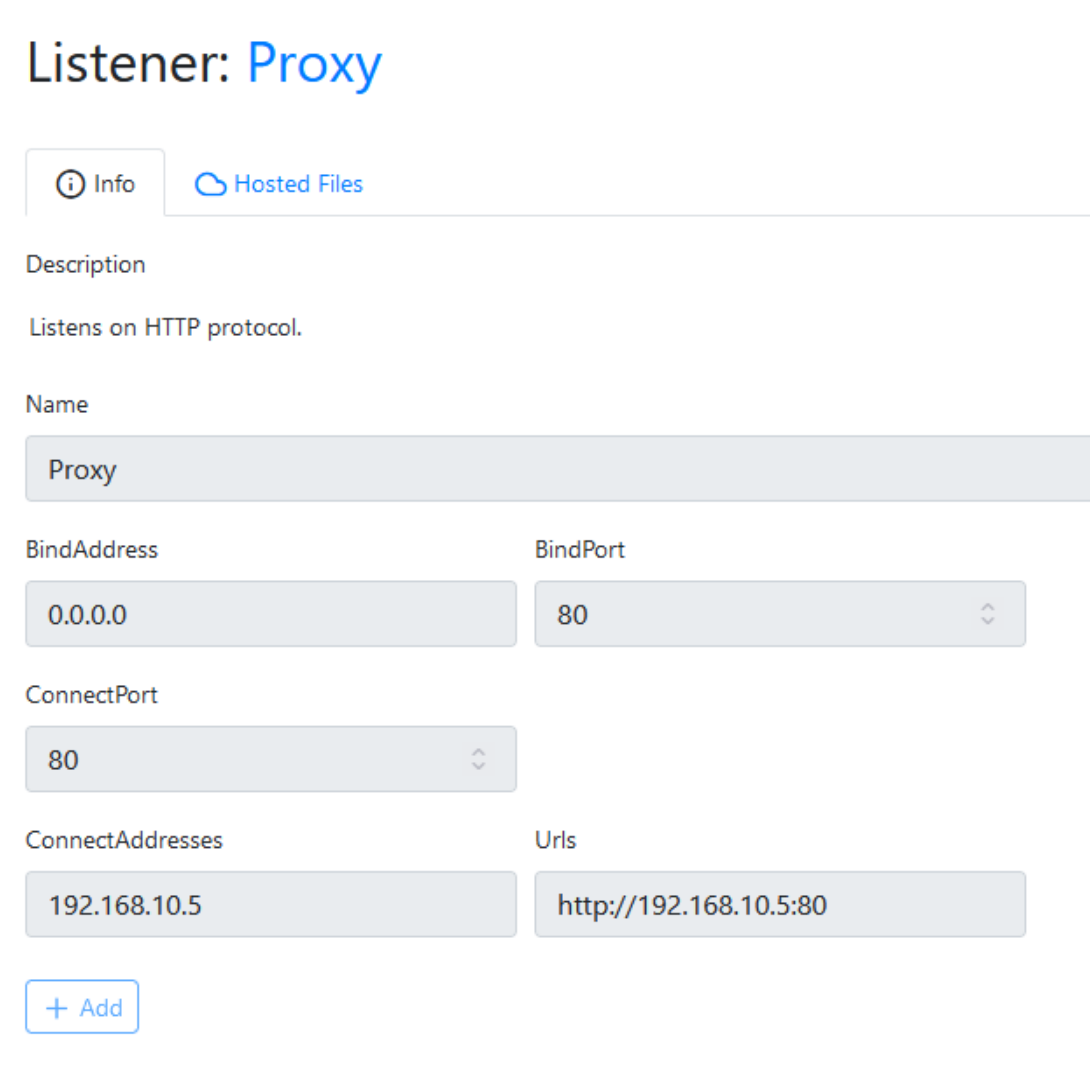 Listener: Proxy
Info
Hosted Files
Description
Listens on HTTP protocol.
Name
Proxy
BindAddress
BindPort
0.0.0.0
80
ConnectPort
80
ConnectAddresses
Urls
192.168.10.5
http://192.168.10.5:80
+ Add